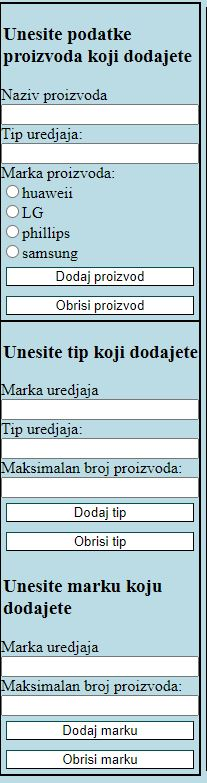 Unesite podatke
proizvoda koji dodajete
Naziv proizvoda
Tip uredjaja:
Marka proizvoda:
huaweii
LG
phillips
samsung
Dodaj proizvod
Obrisi proizvod
Unesite tip koji dodajete
Marka uredjaja
Tip uredjaja:
Maksimalan broj proizvoda:
Dodaj tip
Obrisi tip
Unesite marku koju
dodajete
Marka uredjaja
Maksimalan broj proizvoda:
Dodaj marku
Obrisi marku